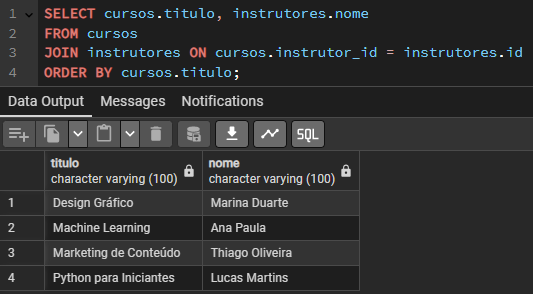 1 SELECT cursos.titulo, instrutores.nome
2 FROM cursos
3 JOIN instrutores ON cursos.instrutor_id = instrutores.id
4 ORDER BY cursos.titulo;
Data Output Messages Notifications
SQL
titulo nome
character varying (100) character varying (100)
1 Design Gráfico Marina Duarte
2 Machine Learning Ana Paula
3 Marketing de Conteúdo Thiago Oliveira
4 Python para Iniciantes Lucas Martins